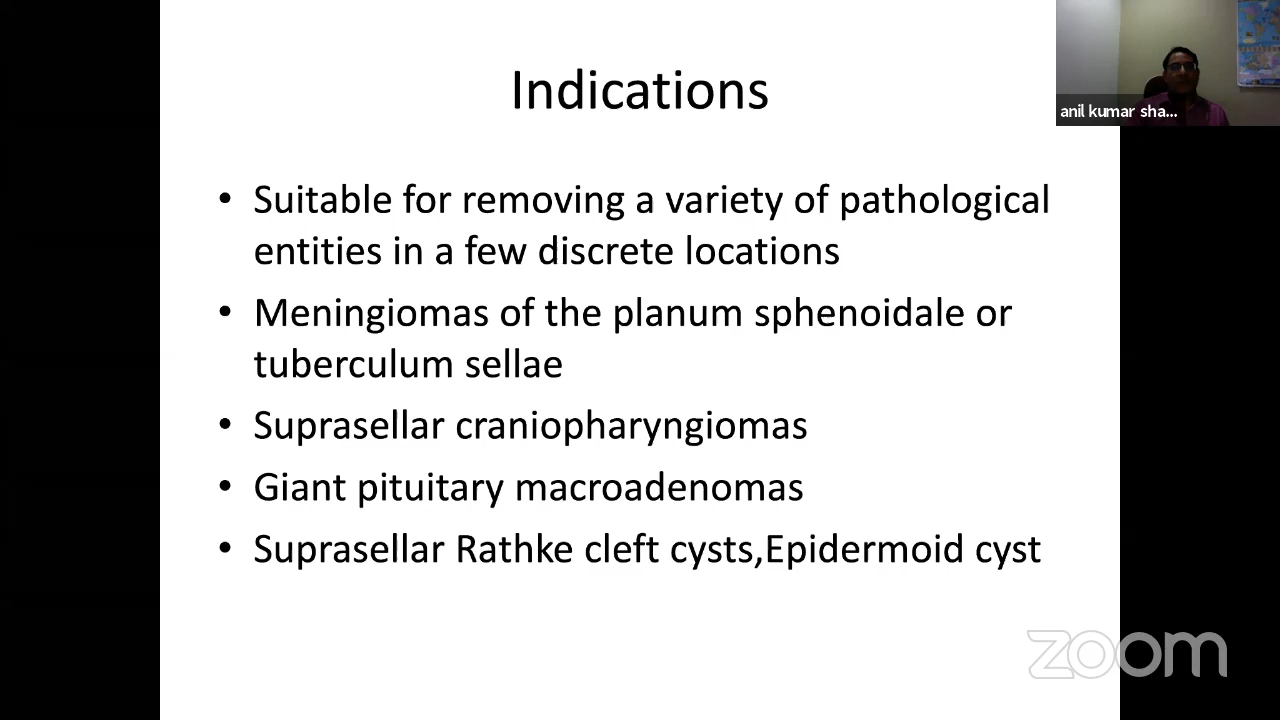 Indications
anil kumar sha...
• Suitable for removing a variety of pathological
entities in a few discrete locations
• Meningiomas of the planum sphenoidale or
tuberculum sellae
• Suprasellar craniopharyngiomas
• Giant pituitary macroadenomas
• Suprasellar Rathke cleft cysts,Epidermoid cyst
zoom